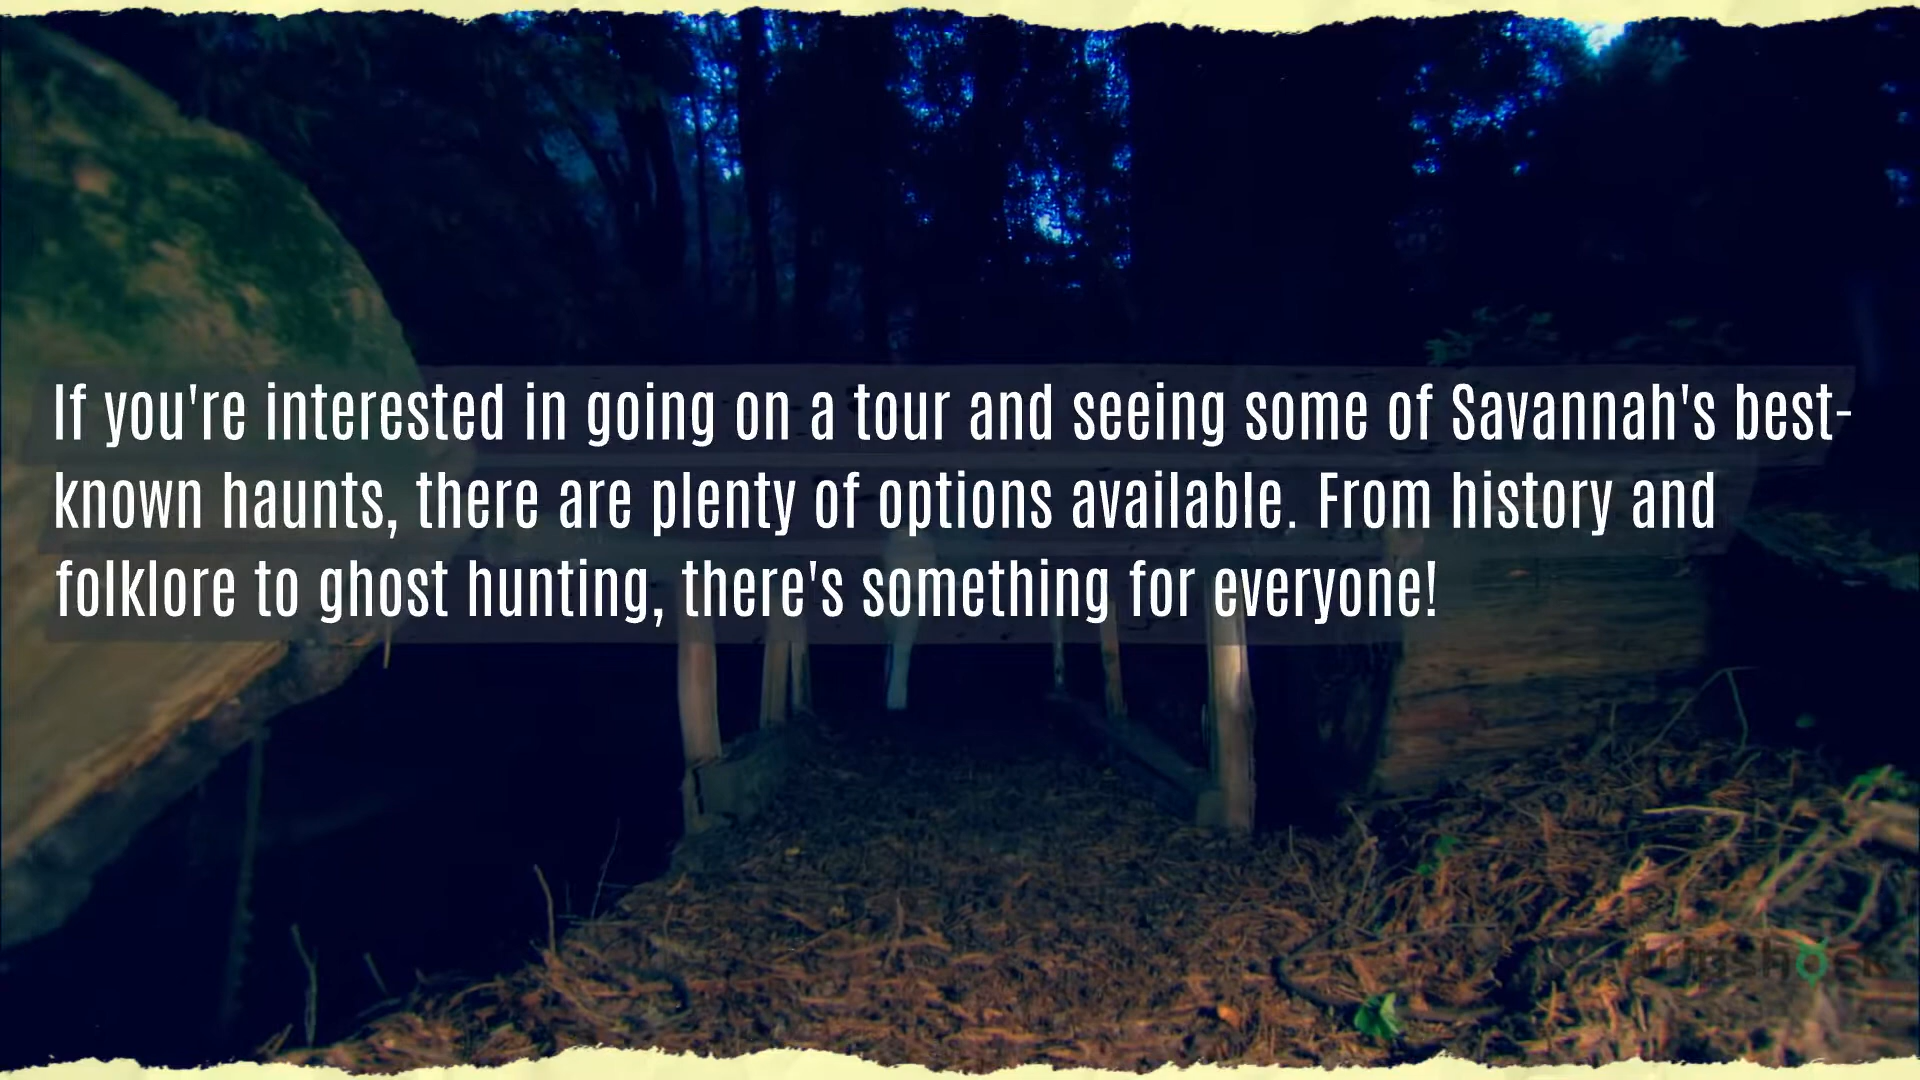 If you're interested in going on a tour and seeing some of Savannah's best-
known haunts, there are plenty of options available. From history and
folklore to ghost hunting, there's something for everyone!